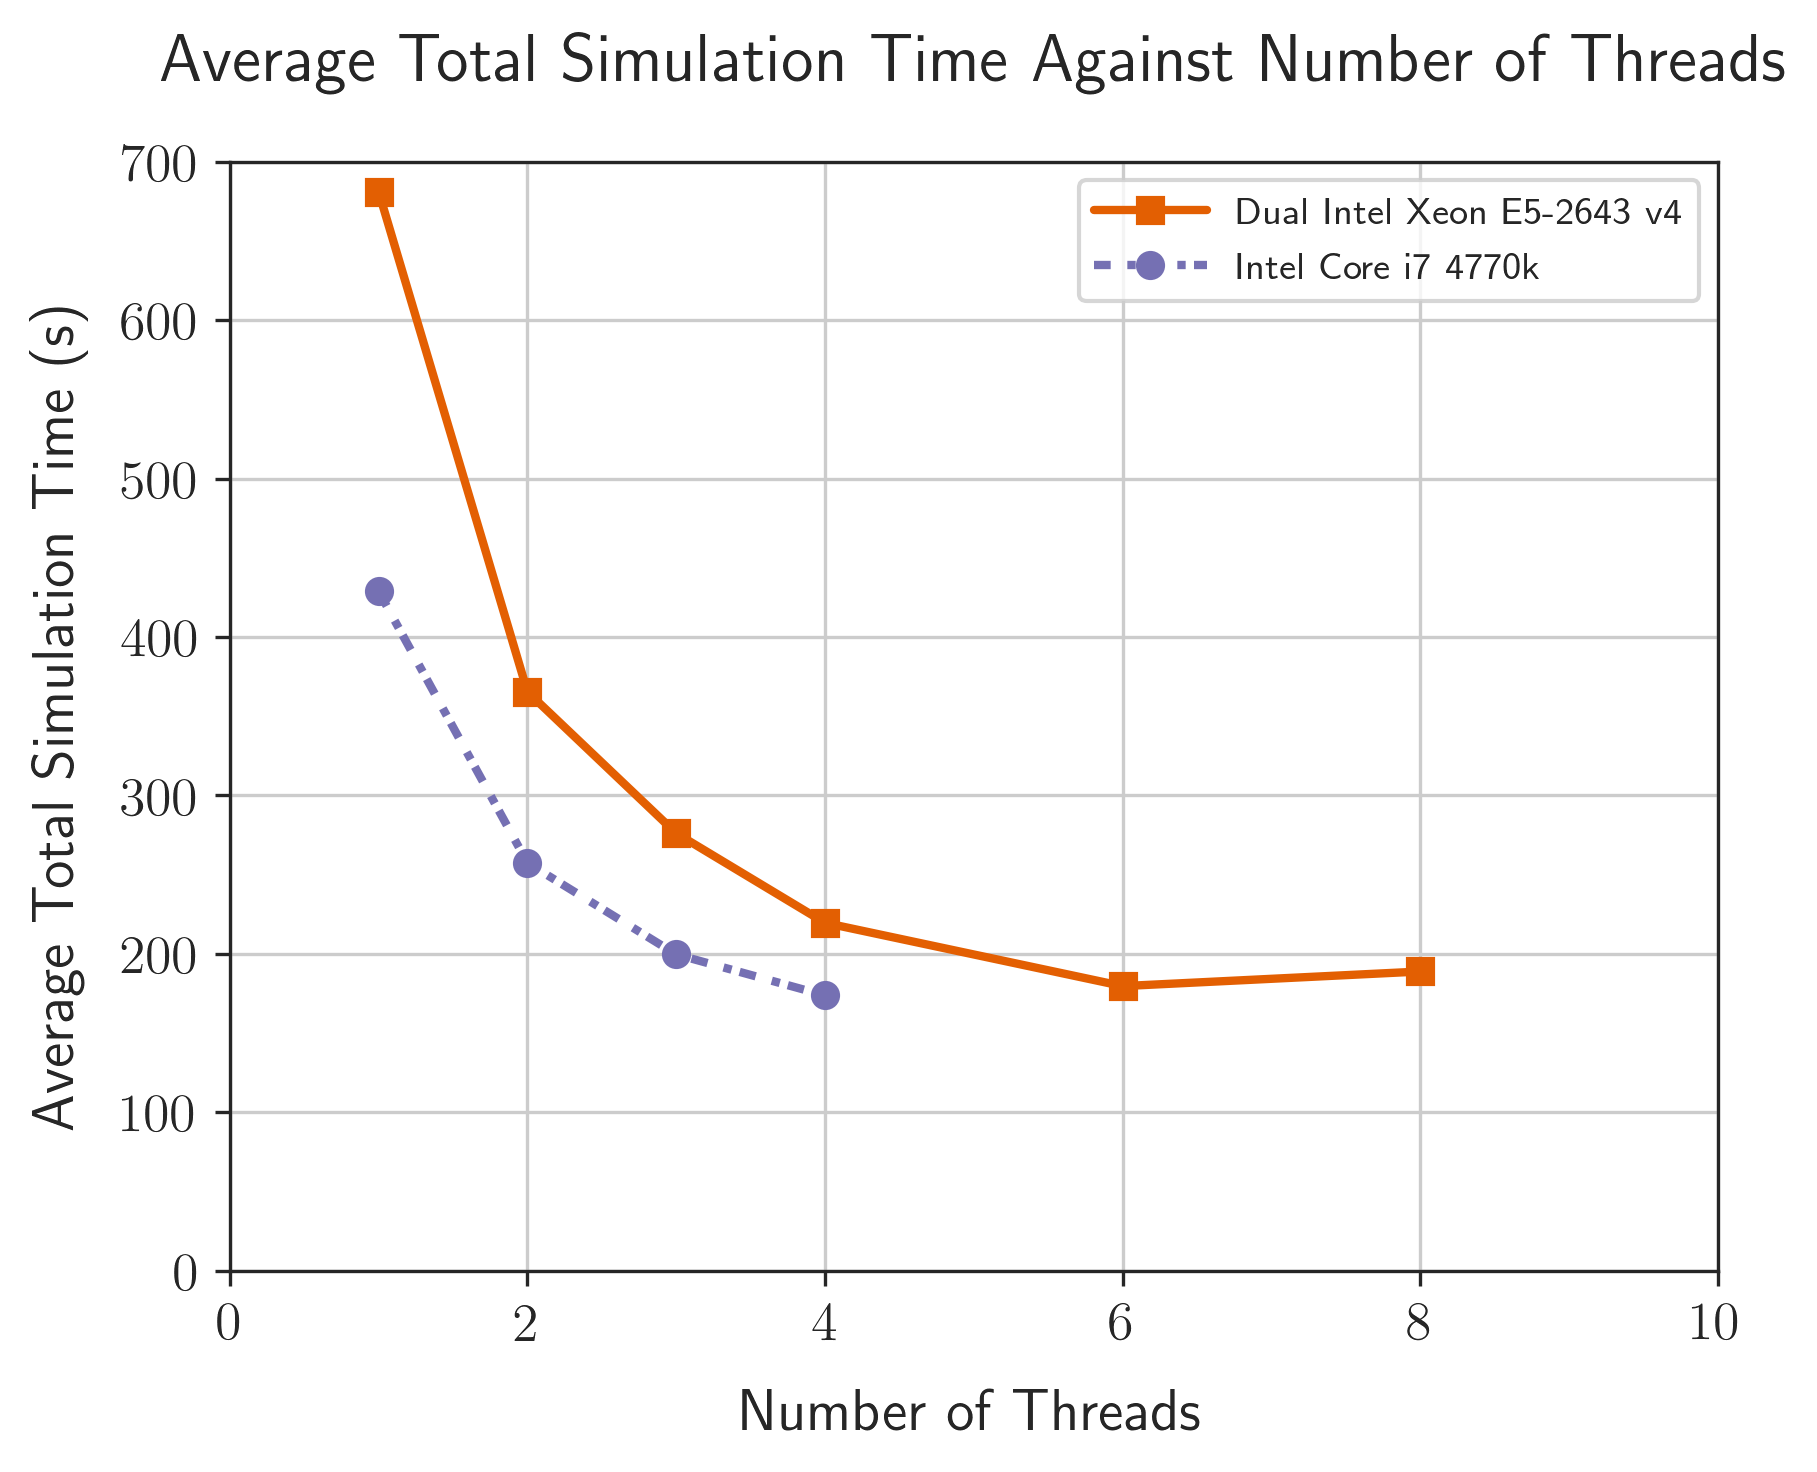 Average Total Simulation Time Against Number of Threads
700
600
500
400
300
200
100
0
Average Total Simulation Time (s)
Dual Intel Xeon E5-2643 v4
Intel Core i7 4770k
0 2 4 6 8 10
Number of Threads